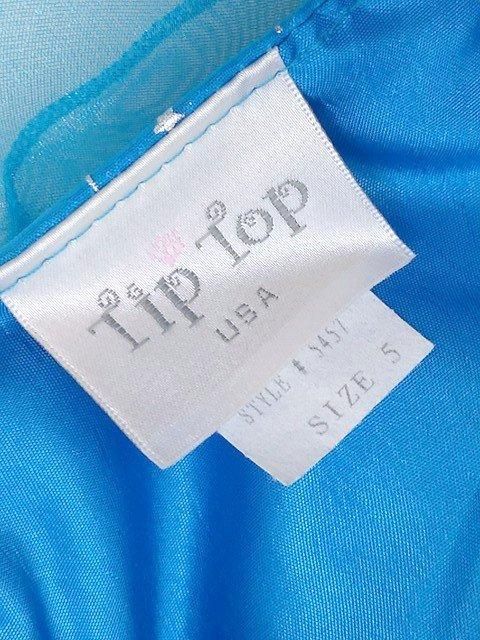 Tip Top
USA
STYLE # 5457
SIZE 5